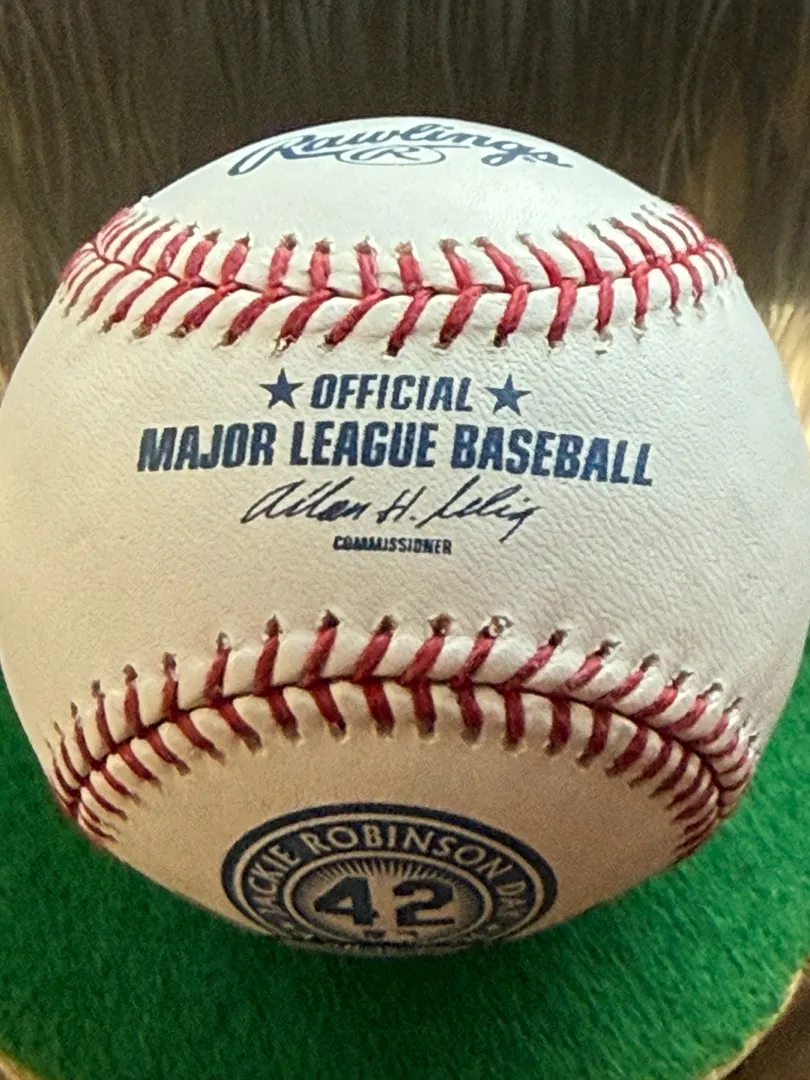 Rawlings
R
★ OFFICIAL ★
MAJOR LEAGUE BASEBALL
Allan H. Selig
COMMISSIONER
JACKIE ROBINSON DAY
42